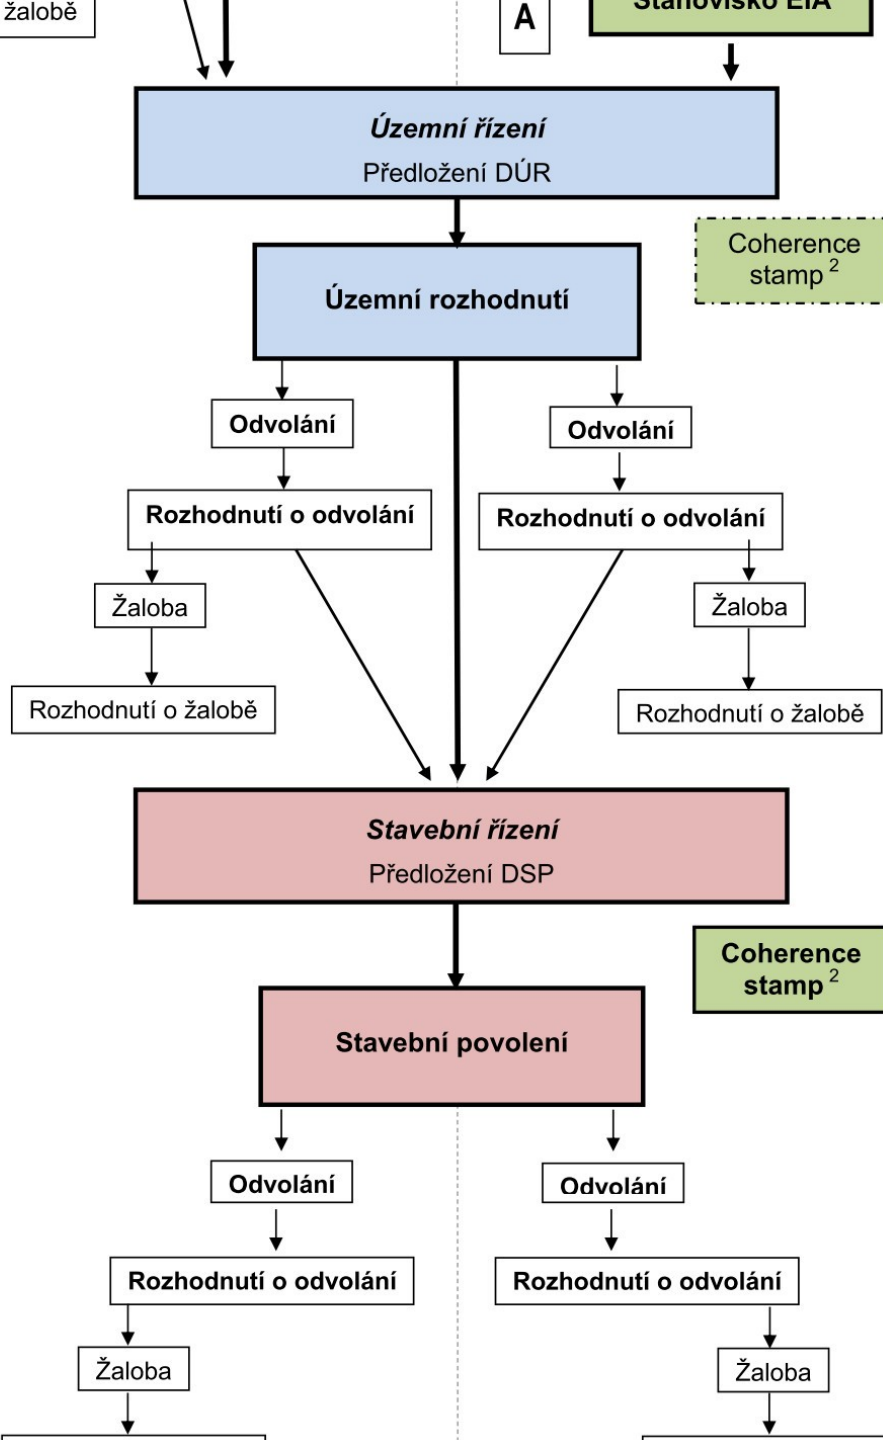 žalobě
A
Stanovisko EIA
Územní řízení
Předložení DÚR
Coherence
stamp 2
Územní rozhodnutí
Odvolání
Odvolání
Rozhodnutí o odvolání
Rozhodnutí o odvolání
Žaloba
Žaloba
Rozhodnutí o žalobě
Rozhodnutí o žalobě
Stavební řízení
Předložení DSP
Coherence
stamp 2
Stavební povolení
Odvolání
Odvolání
Rozhodnutí o odvolání
Rozhodnutí o odvolání
Žaloba
Žaloba